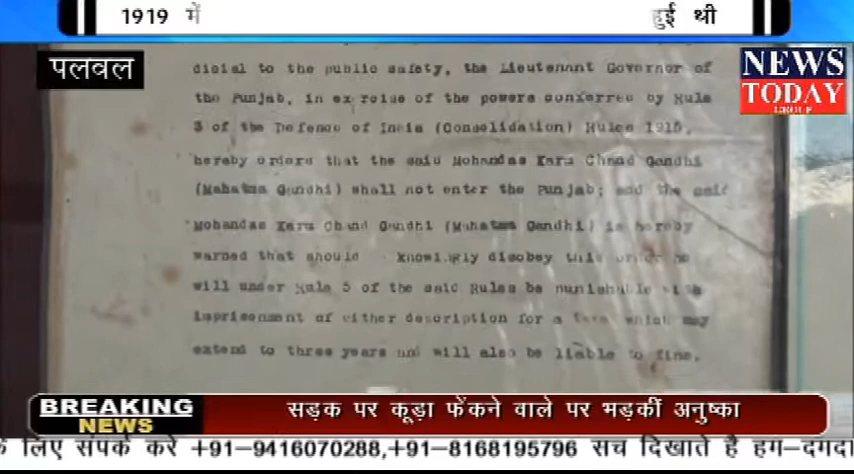 1919 में हुई थी
पलवल
NEWS
TODAY
GROUP
dicial to the public safety, the Lieutenant Governor of
the Punjab, in exercise of the powers conferred by Rule
3 of the Defence of India (Consolidation) Rules 1915,
hereby orders that the said Mohandas Karm Chand Gandhi
(Mahatma Gandhi) shall not enter the Punjab; and the said
Mohandas Karm Chand Gandhi (Mahatma Gandhi) is hereby
warned that should knowingly disobey this order he
will under Rule 5 of the said Rules be punishable with
imprisonment of either description for a term which may
extend to three years and will also be liable to fine.
BREAKING
NEWS
सड़क पर कूड़ा फेंकने वाले पर भड़कीं अनुष्का
के लिए संपर्क करे +91-9416070288,+91-8168195796 सच दिखाते है हम-दगदा